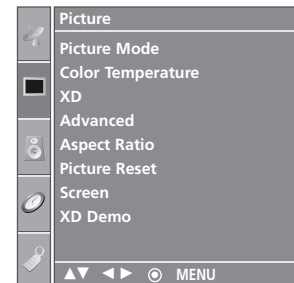 Picture
Picture Mode
Color Temperature
XD
Advanced
Aspect Ratio
Picture Reset
Screen
XD Demo
▲▼ ◄► ◉ MENU